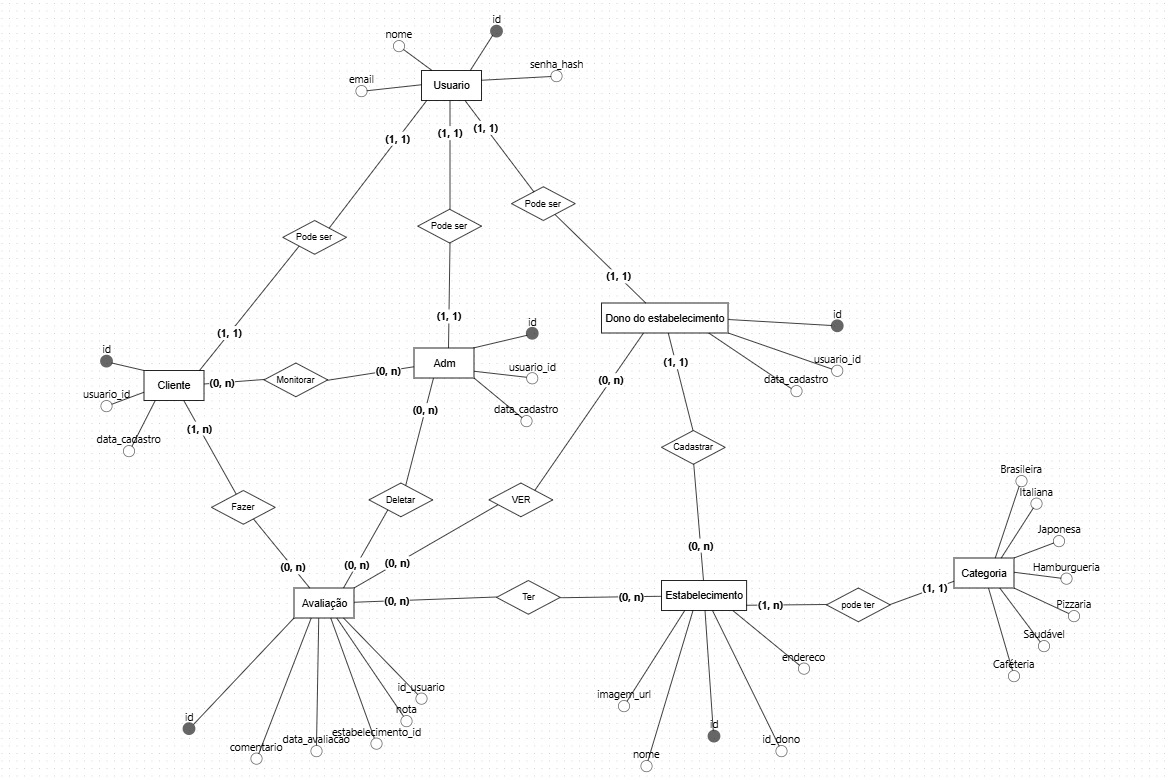 id
nome
senha_hash
email
Usuario
(1, 1)
(1, 1)
(1, 1)
Pode ser
Pode ser
Pode ser
(1, 1)
(1, 1)
(1, 1)
id
Dono do estabelecimento
id
id
usuario_id
Adm
usuario_id
data_cadastro
(1, 1)
(0, n)
Cliente
(0, n)
Monitorar
(0, n)
usuario_id
data_cadastro
data_cadastro
(0, n)
(1, n)
Cadastrar
Brasileira
Italiana
Fazer
Deletar
VER
Japonesa
(0, n)
(0, n)
(0, n)
(0, n)
Hamburgueria
Categoria
(1, 1)
Avaliação
(0, n)
Ter
(0, n)
Estabelecimento
(1, n)
pode ter
Pizzaria
Saudável
endereco
Cafeteria
id_usuario
imagem_url
nota
id
estabelecimento_id
data_avaliacao
comentario
id
id_dono
nome